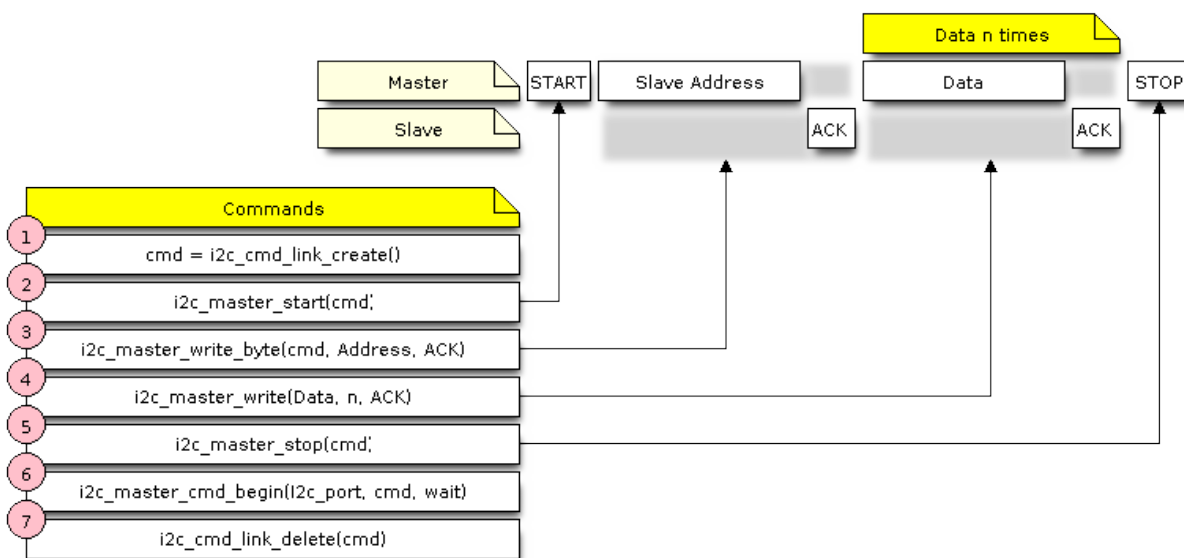 Data n times
Master START Slave Address Data STOP
Slave ACK ACK
Commands
1
cmd = i2c_cmd_link_create()
2
i2c_master_start(cmd;
3
i2c_master_write_byte(cmd, Address, ACK)
4
i2c_master_write(Data, n, ACK)
5
i2c_master_stop(cmd;
6
i2c_master_cmd_begin(I2c_port, cmd, wait)
7
i2c_cmd_link_delete(cmd)